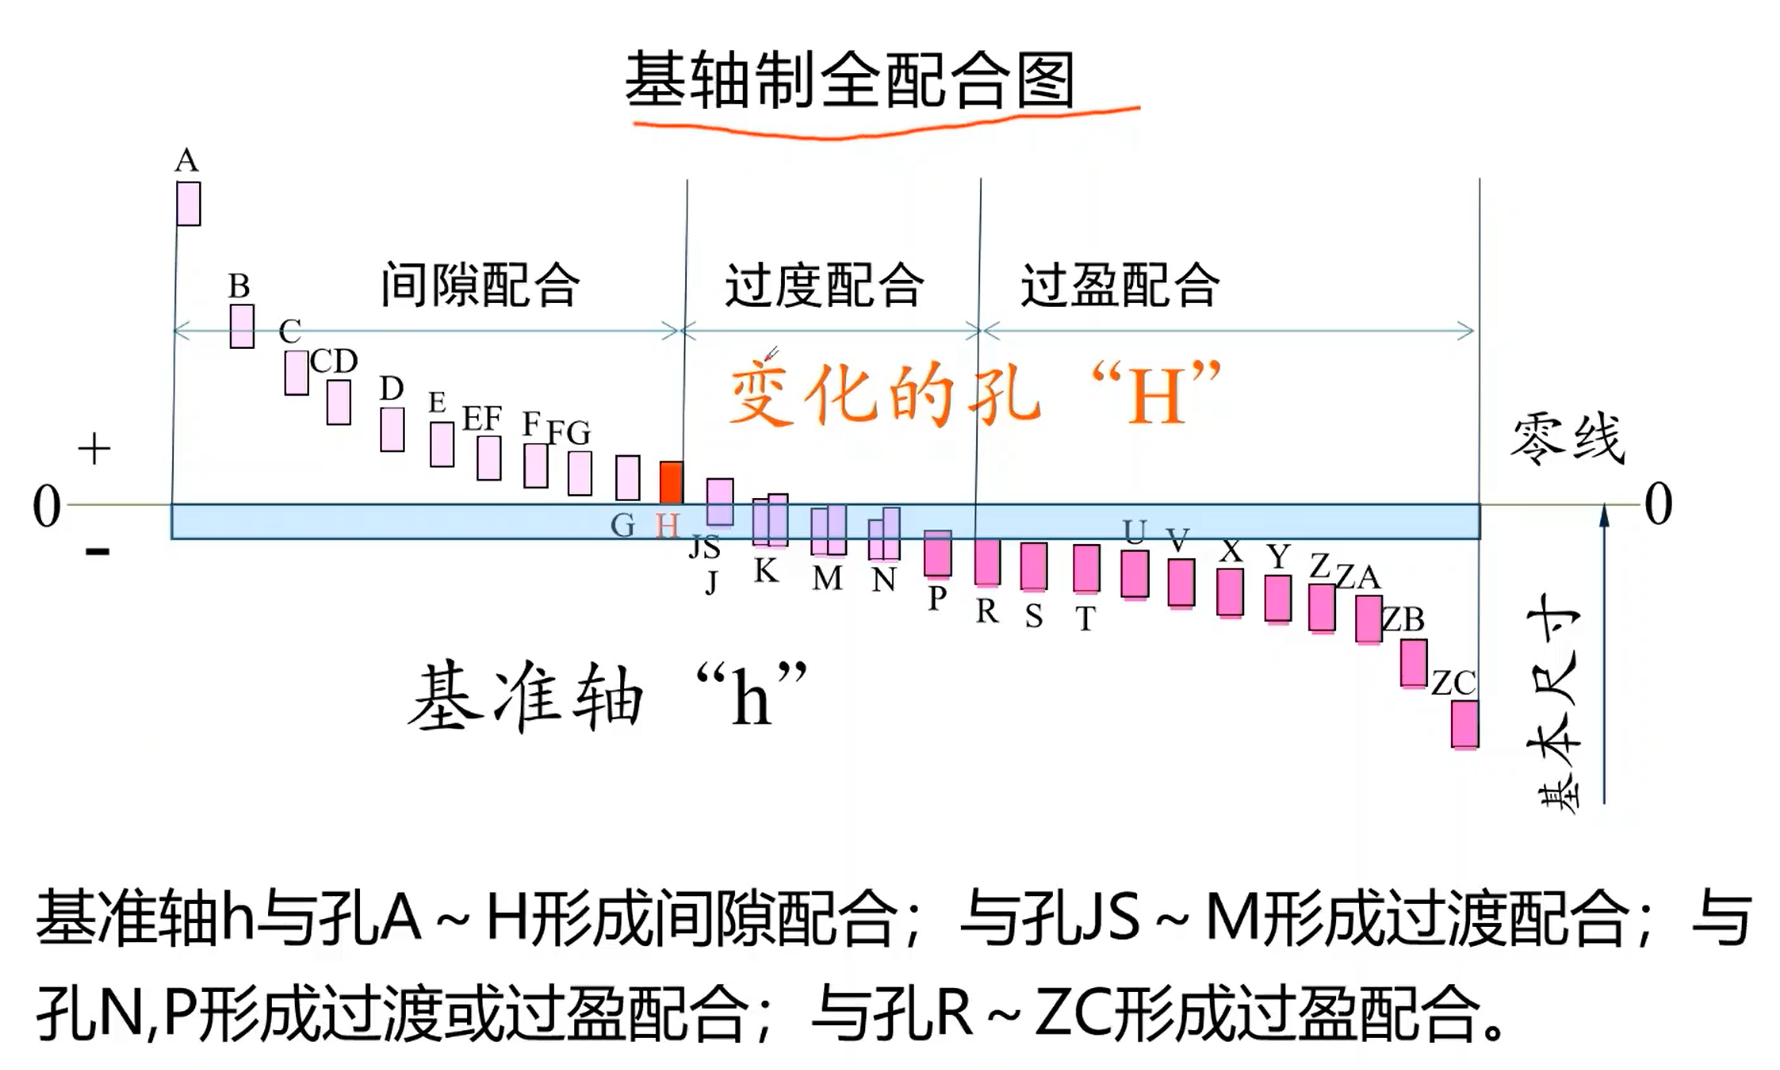 基轴制全配合图
A
B
C
CD
D
E
EF
F
FG
间隙配合
过度配合
过盈配合
变化的孔 “H”
零线
+
0
0
-
G
H
JS
J
K
M
N
P
R
S
T
U
V
X
Y
Z
ZA
ZB
ZC
基准轴 “h”
基本尺寸
基准轴h与孔A～H形成间隙配合；与孔JS～M形成过渡配合；与
孔N,P形成过渡或过盈配合；与孔R～ZC形成过盈配合。